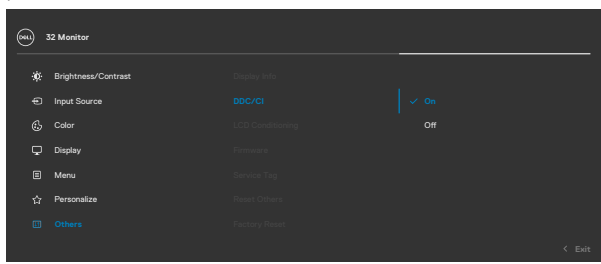 DELL 32 Monitor
Brightness/Contrast Display Info
Input Source DDC/CI On
Color LCD Conditioning Off
Display Firmware
Menu Service Tag
Personalize Reset Others
Others Factory Reset
Exit